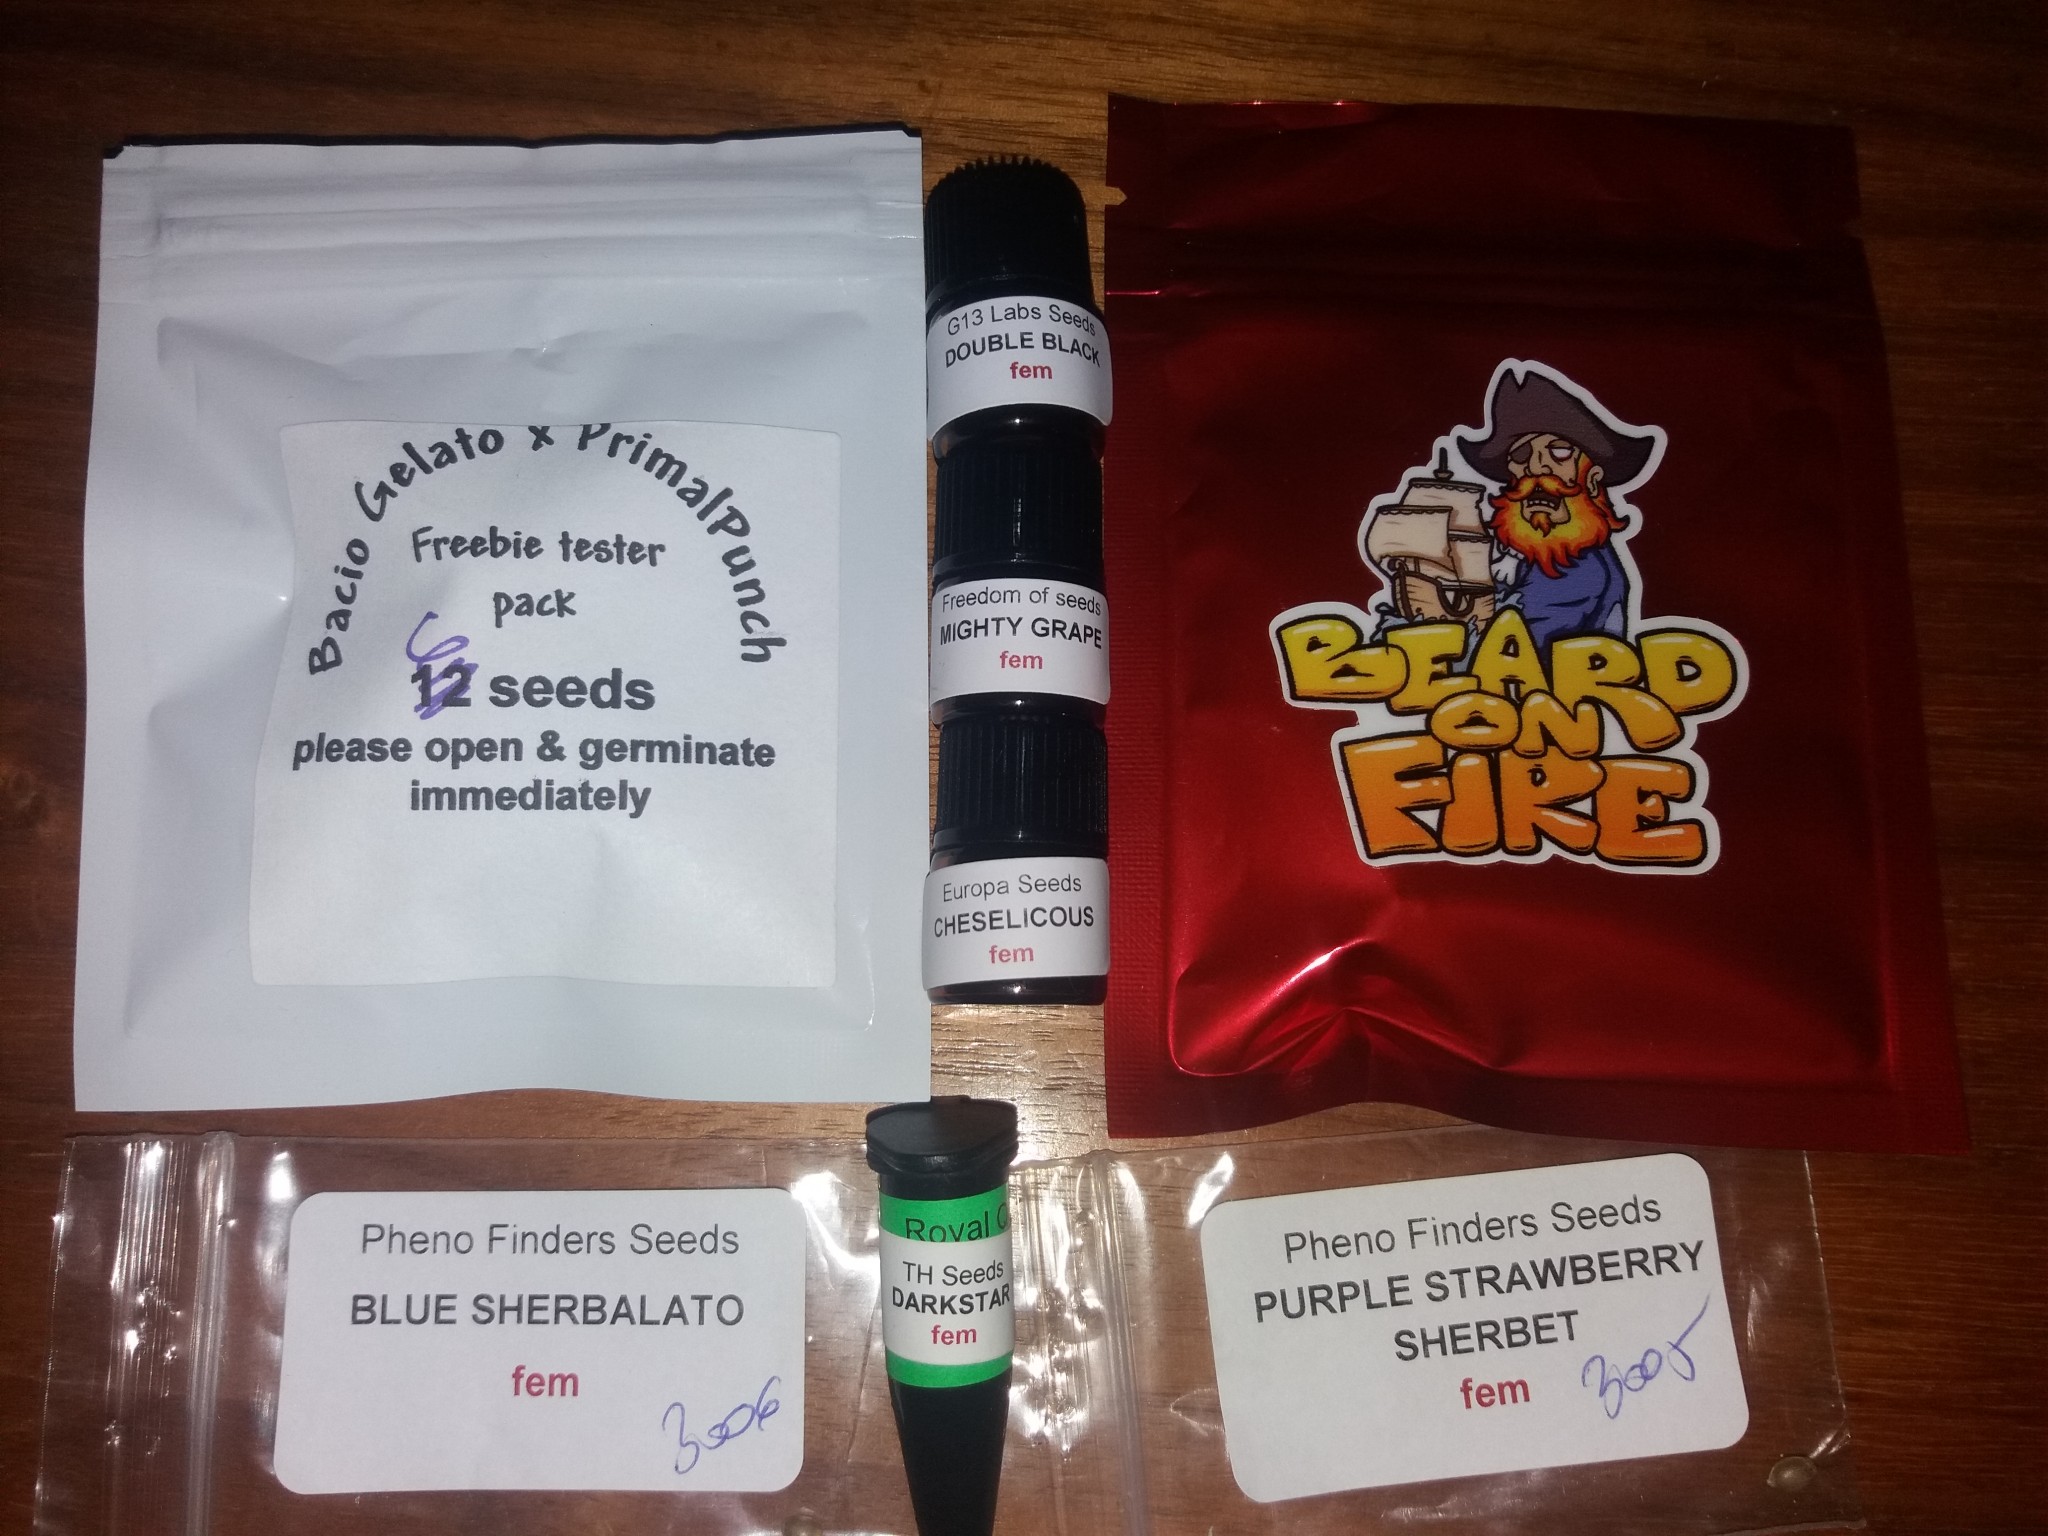 Bacio Gelato x PrimalPunch
Freebie tester
pack
6
12 seeds
please open & germinate
immediately
G13 Labs Seeds
DOUBLE BLACK
fem
Freedom of seeds
MIGHTY GRAPE
fem
Europa Seeds
CHESELICOUS
fem
BEARD
ON
FIRE
Pheno Finders Seeds
BLUE SHERBALATO
fem
3006
Royal
TH Seeds
DARKSTAR
fem
Pheno Finders Seeds
PURPLE STRAWBERRY
SHERBET
fem
3005